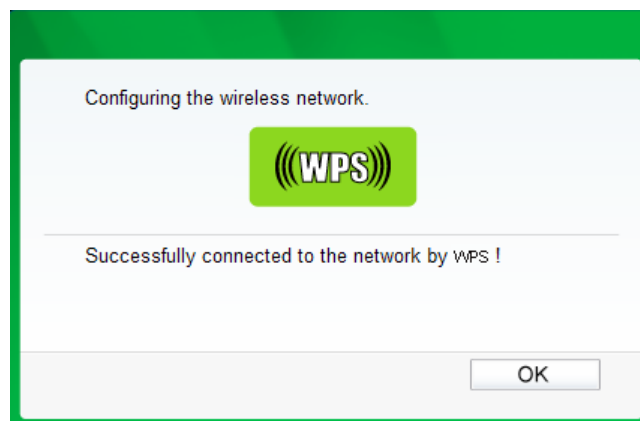 Configuring the wireless network.
(((WPS)))
Successfully connected to the network by WPS !
OK